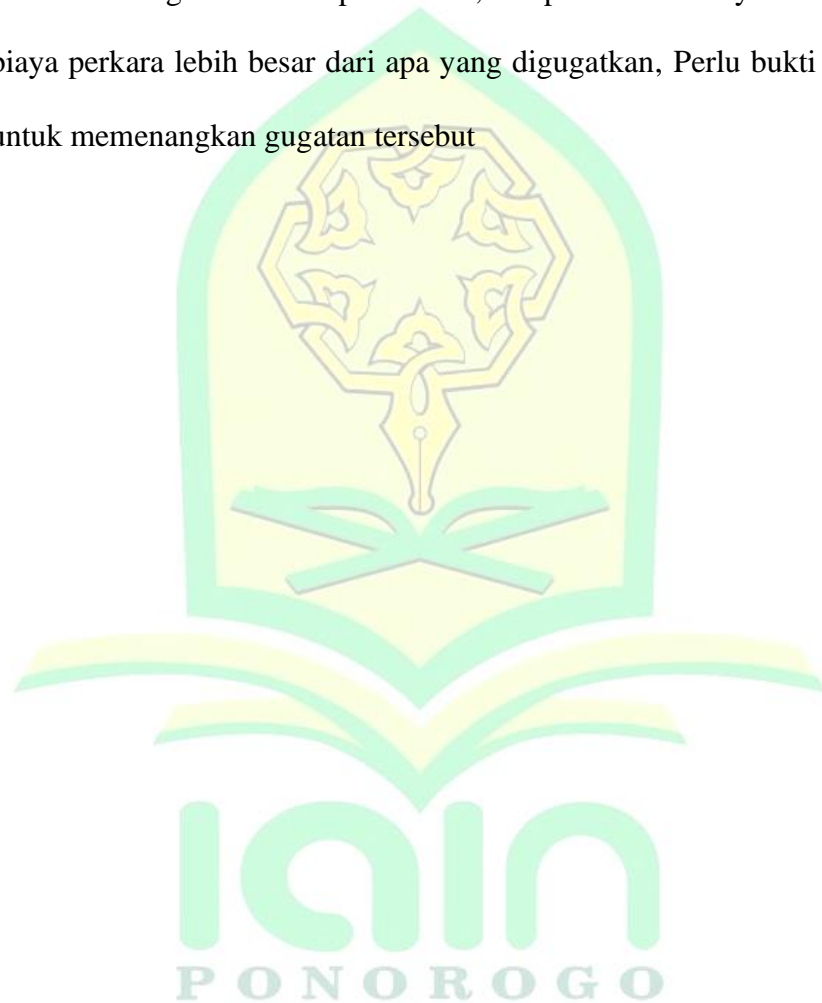 biaya perkara lebih besar dari apa yang digugatkan, Perlu bukti
untuk memenangkan gugatan tersebut
iain
PONOROGO